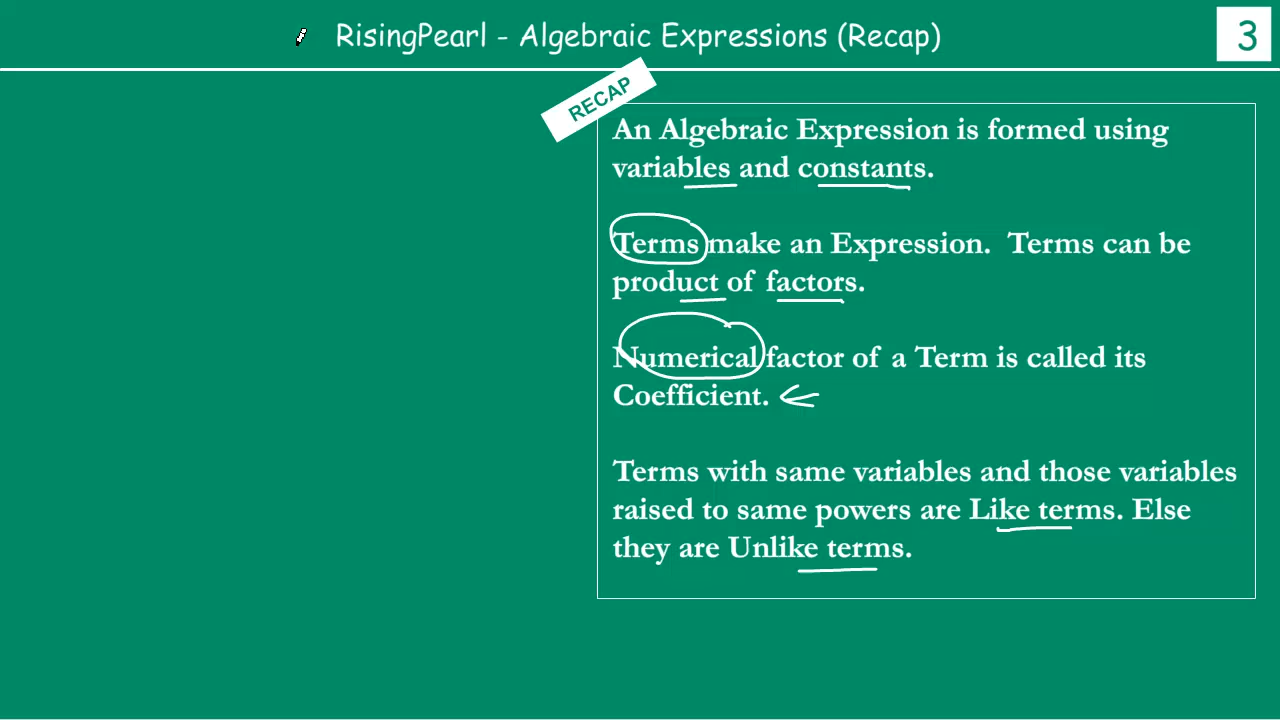 RisingPearl - Algebraic Expressions (Recap)
3
RECAP
An Algebraic Expression is formed using
variables and constants.
Terms make an Expression. Terms can be
product of factors.
Numerical factor of a Term is called its
Coefficient.
Terms with same variables and those variables
raised to same powers are Like terms. Else
they are Unlike terms.